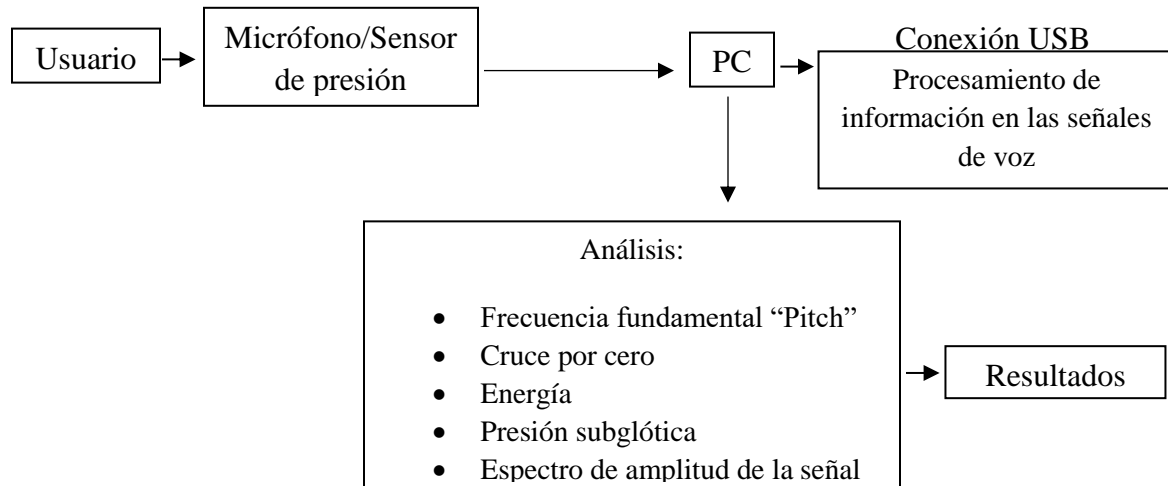 Usuario
Micrófono/Sensor
de presión
PC
Conexión USB
Procesamiento de
información en las señales
de voz
Análisis:
• Frecuencia fundamental “Pitch”
• Cruce por cero
• Energía
• Presión subglótica
• Espectro de amplitud de la señal
Resultados